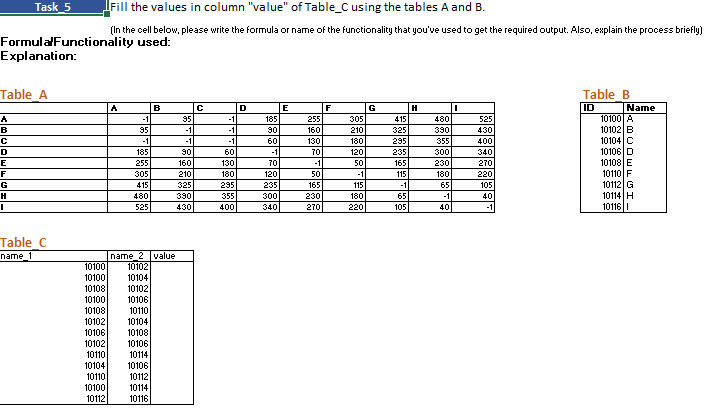 Task_5 Fill the values in column "value" of Table_C using the tables A and B.
(In the cell below, please write the formula or name of the functionality that you've used to get the required output. Also, explain the process briefly)
Formula/Functionality used:
Explanation:
Table_A Table_B
A B C D E F G H I ID Name
A -1 95 -1 185 255 305 415 480 525 10100 A
B 95 -1 -1 90 160 210 325 390 430 10102 B
C -1 -1 -1 60 130 180 295 355 400 10104 C
D 185 90 60 -1 70 120 235 300 340 10106 D
E 255 160 130 70 -1 50 165 230 270 10108 E
F 305 210 180 120 50 -1 115 180 220 10110 F
G 415 325 295 235 165 115 -1 65 105 10112 G
H 480 390 355 300 230 180 65 -1 40 10114 H
I 525 430 400 340 270 220 105 40 -1 10116 I
Table_C
name_1 name_2 value
10100 10102
10100 10104
10108 10102
10100 10106
10108 10110
10102 10104
10106 10108
10102 10106
10110 10114
10104 10106
10110 10112
10100 10114
10112 10116